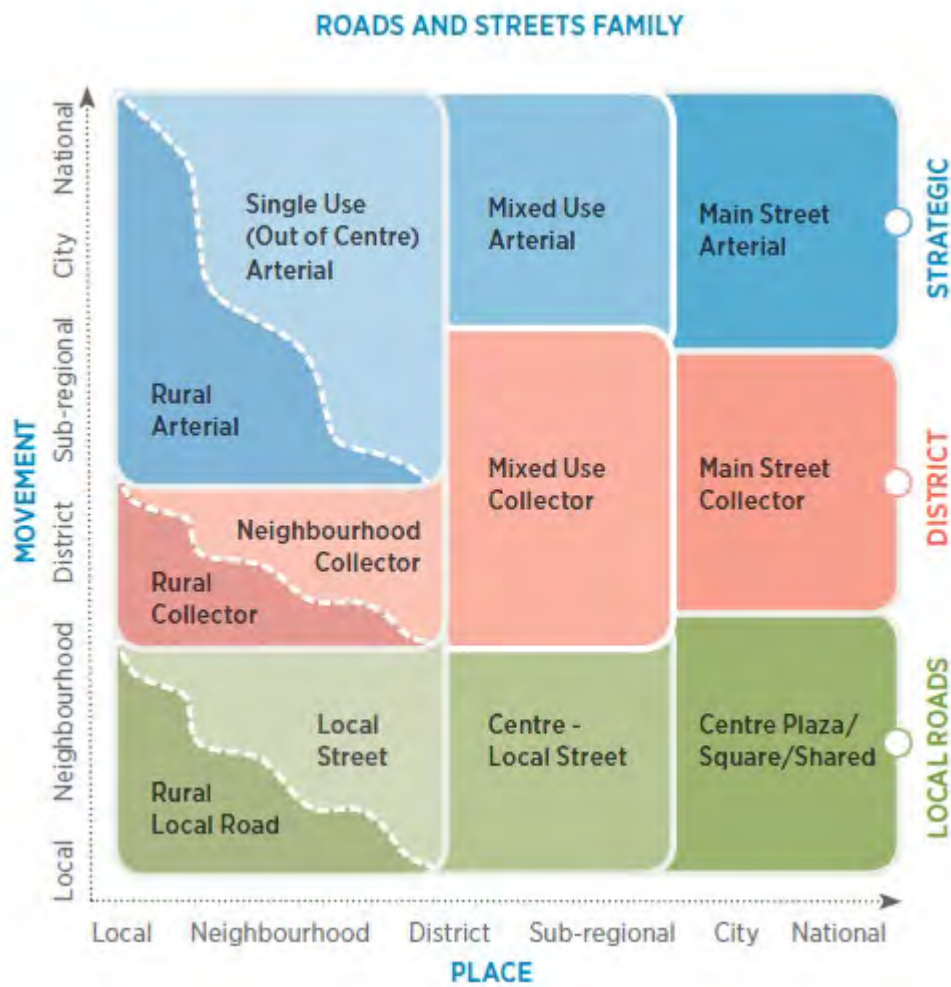 ROADS AND STREETS FAMILY
MOVEMENT
National
City
Sub-regional
District
Neighbourhood
Local
Single Use
(Out of Centre)
Arterial
Mixed Use
Arterial
Main Street
Arterial
Rural
Arterial
Mixed Use
Collector
Main Street
Collector
Neighbourhood
Collector
Rural
Collector
Local
Street
Centre -
Local Street
Centre Plaza/
Square/Shared
Rural
Local Road
STRATEGIC
DISTRICT
LOCAL ROADS
Local Neighbourhood District Sub-regional City National
PLACE